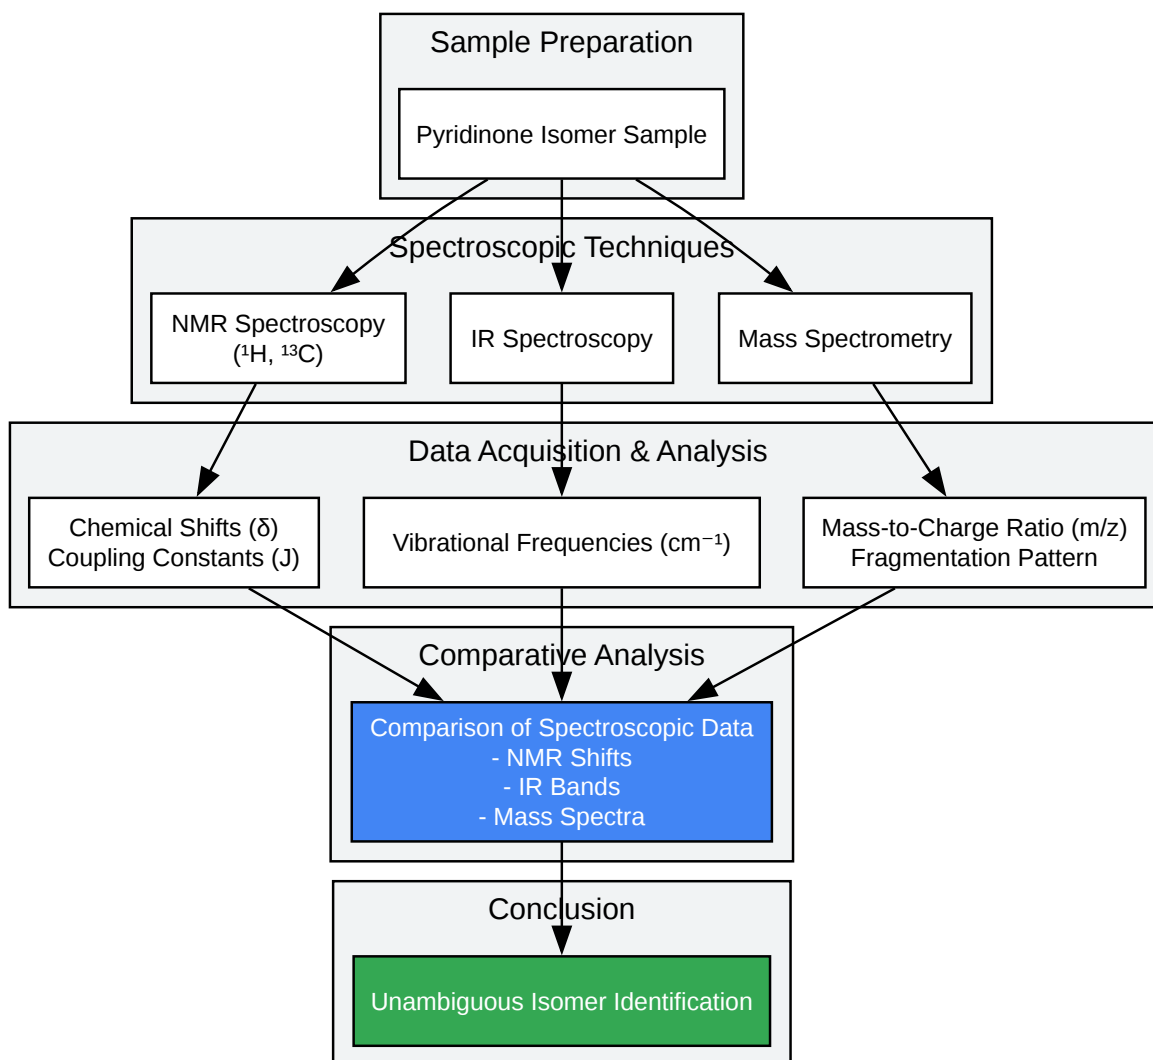 Sample Preparation
Pyridinone Isomer Sample
Spectroscopic Techniques
NMR Spectroscopy
(¹H, ¹³C)
IR Spectroscopy
Mass Spectrometry
Data Acquisition & Analysis
Chemical Shifts (δ)
Coupling Constants (J)
Vibrational Frequencies (cm⁻¹)
Mass-to-Charge Ratio (m/z)
Fragmentation Pattern
Comparative Analysis
Comparison of Spectroscopic Data
- NMR Shifts
- IR Bands
- Mass Spectra
Conclusion
Unambiguous Isomer Identification